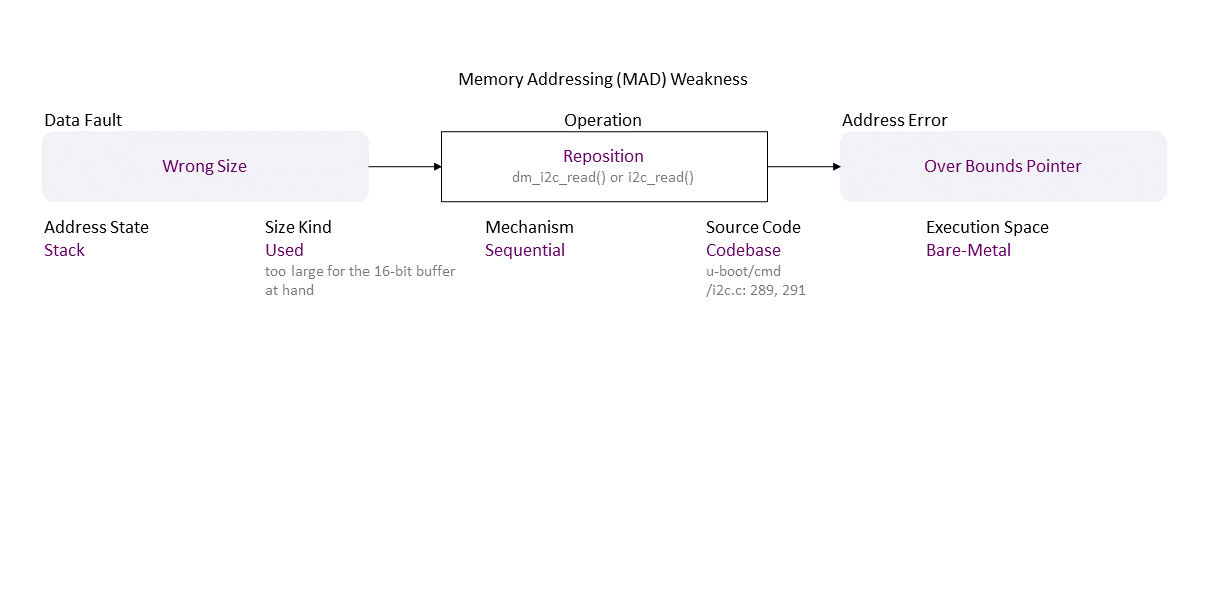 Memory Addressing (MAD) Weakness
Data Fault
Operation
Address Error
Wrong Size
Reposition
dm_i2c_read() or i2c_read()
Over Bounds Pointer
Address State
Stack
Size Kind
Used
too large for the 16-bit buffer
at hand
Mechanism
Sequential
Source Code
Codebase
u-boot/cmd
/i2c.c: 289, 291
Execution Space
Bare-Metal